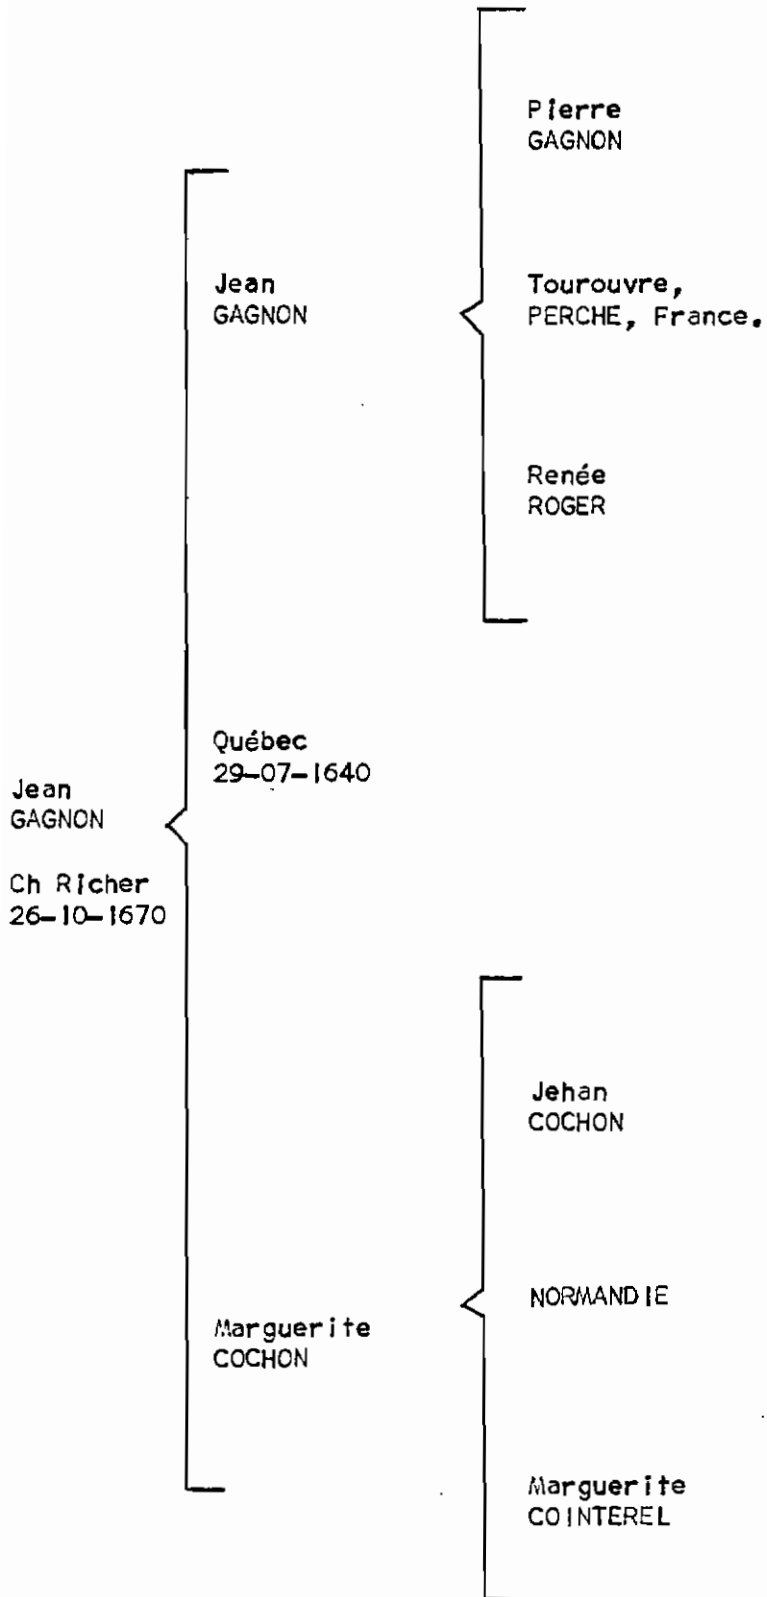 Jean
GAGNON
Ch Richer
26-10-1670
Jean
GAGNON
Québec
29-07-1640
Marguerite
COCHON
Pierre
GAGNON
Tourouvre,
PERCHE, France.
Renée
ROGER
Jehan
COCHON
NORMANDIE
Marguerite
COINTEREL